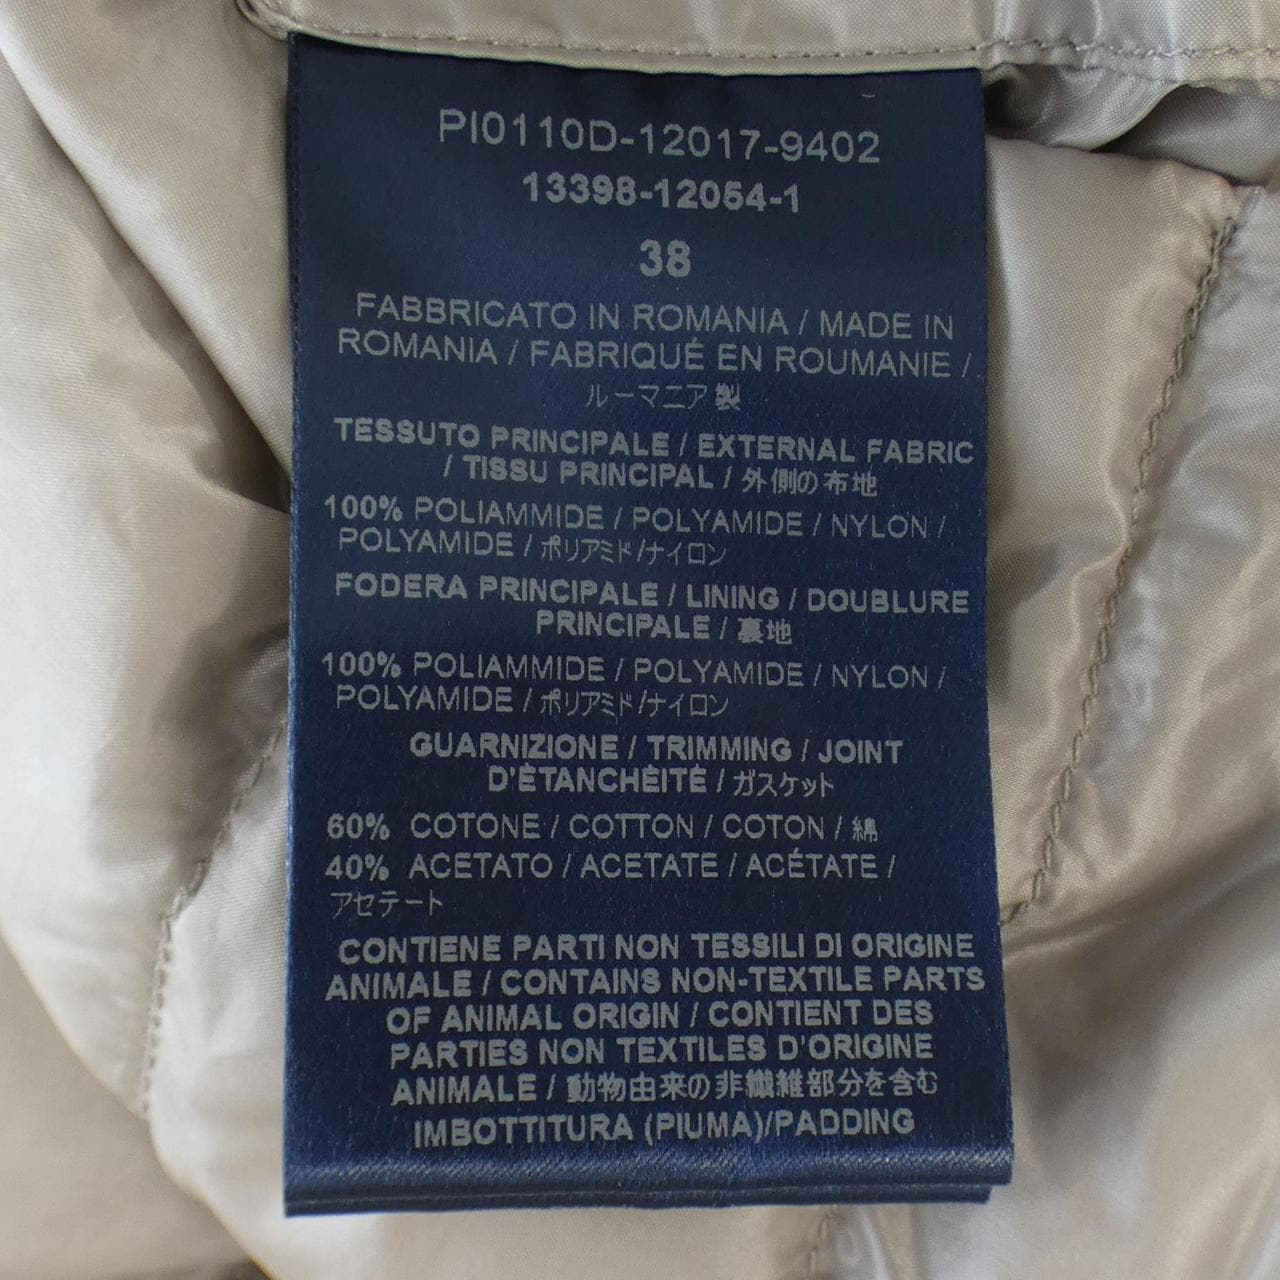 PI0110D-12017-9402
13398-12054-1
38
FABBRICATO IN ROMANIA / MADE IN
ROMANIA / FABRIQUÉ EN ROUMANIE /
ルーマニア製
TESSUTO PRINCIPALE / EXTERNAL FABRIC
/ TISSU PRINCIPAL / 外側の布地
100% POLIAMMIDE / POLYAMIDE / NYLON /
POLYAMIDE / ポリアミド/ナイロン
FODERA PRINCIPALE / LINING / DOUBLURE
PRINCIPALE / 裏地
100% POLIAMMIDE / POLYAMIDE / NYLON /
POLYAMIDE / ポリアミド/ナイロン
GUARNIZIONE / TRIMMING / JOINT
D'ÉTANCHÉITÉ / ガスケット
60% COTONE / COTTON / COTON / 綿
40% ACETATO / ACETATE / ACÉTATE /
アセテート
CONTIENE PARTI NON TESSILI DI ORIGINE
ANIMALE / CONTAINS NON-TEXTILE PARTS
OF ANIMAL ORIGIN / CONTIENT DES
PARTIES NON TEXTILES D'ORIGINE
ANIMALE / 動物由来の非繊維部分を含む
IMBOTTITURA (PIUMA)/PADDING